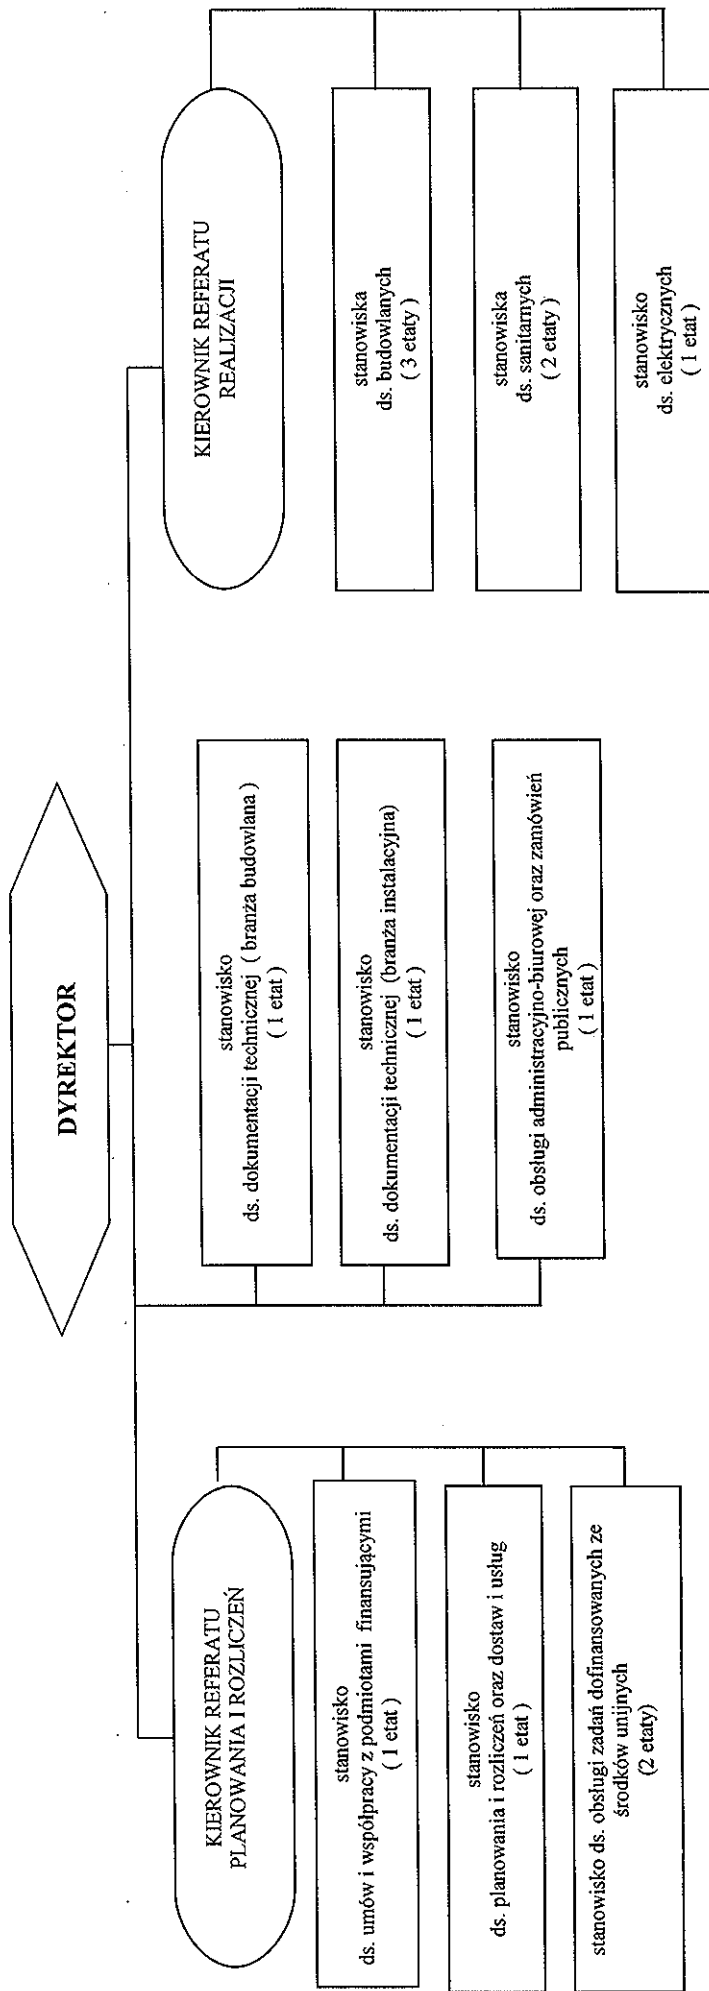 DYREKTOR
KIEROWNIK REFERATU
PLANOWANIA I ROZLICZEŃ
stanowisko
ds. umów i współpracy z podmiotami finansującymi
( 1 etat )
stanowisko
ds. planowania i rozliczeń oraz dostaw i usług
( 1 etat )
stanowisko ds. obsługi zadań dofinansowanych ze
środków unijnych
(2 etaty)
stanowisko
ds. dokumentacji technicznej ( branża budowlana )
( 1 etat )
stanowisko
ds. dokumentacji technicznej (branża instalacyjna)
( 1 etat )
stanowisko
ds. obsługi administracyjno-biurowej oraz zamówień
publicznych
( 1 etat )
KIEROWNIK REFERATU
REALIZACJI
stanowiska
ds. budowlanych
( 3 etaty )
stanowiska
ds. sanitarnych
( 2 etaty )
stanowisko
ds. elektrycznych
( 1 etat )